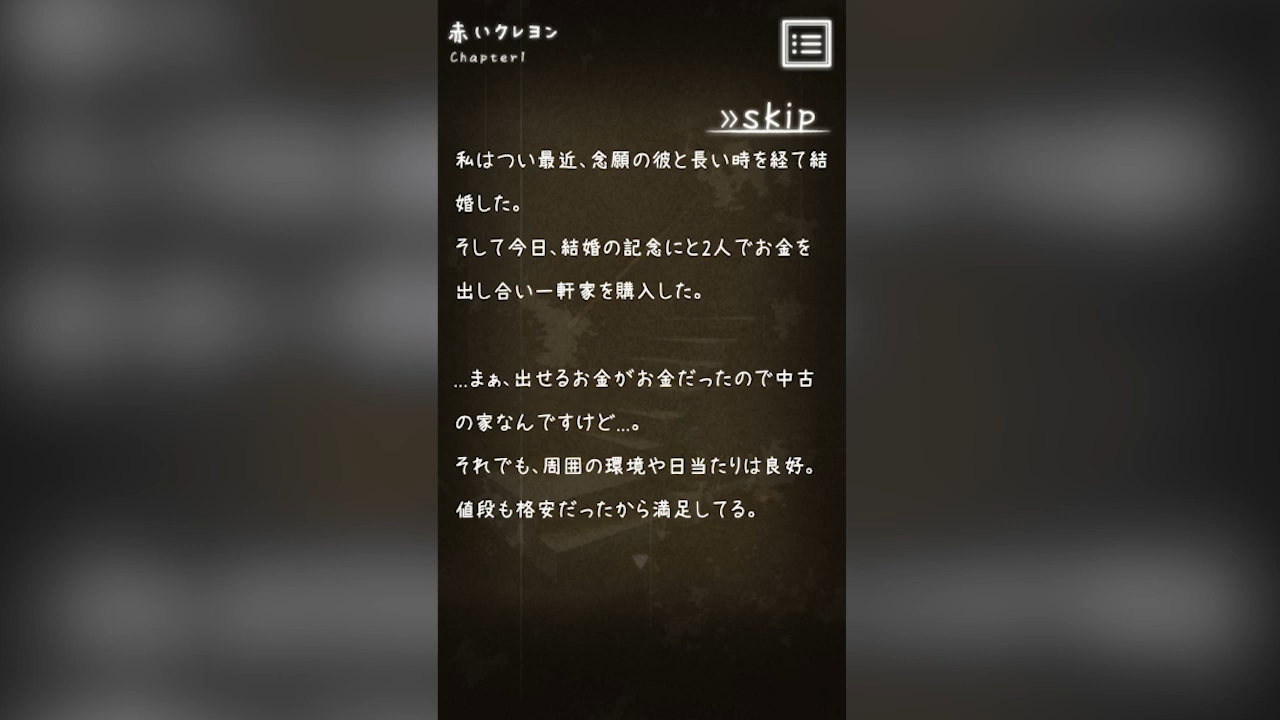 赤いクレヨン
Chapter1
»skip
私はつい最近、念願の彼と長い時を経て結
婚した。
そして今日、結婚の記念にと2人でお金を
出し合い一軒家を購入した。
…まぁ、出せるお金がお金だったので中古
の家なんですけど…。
それでも、周囲の環境や日当たりは良好。
値段も格安だったから満足してる。